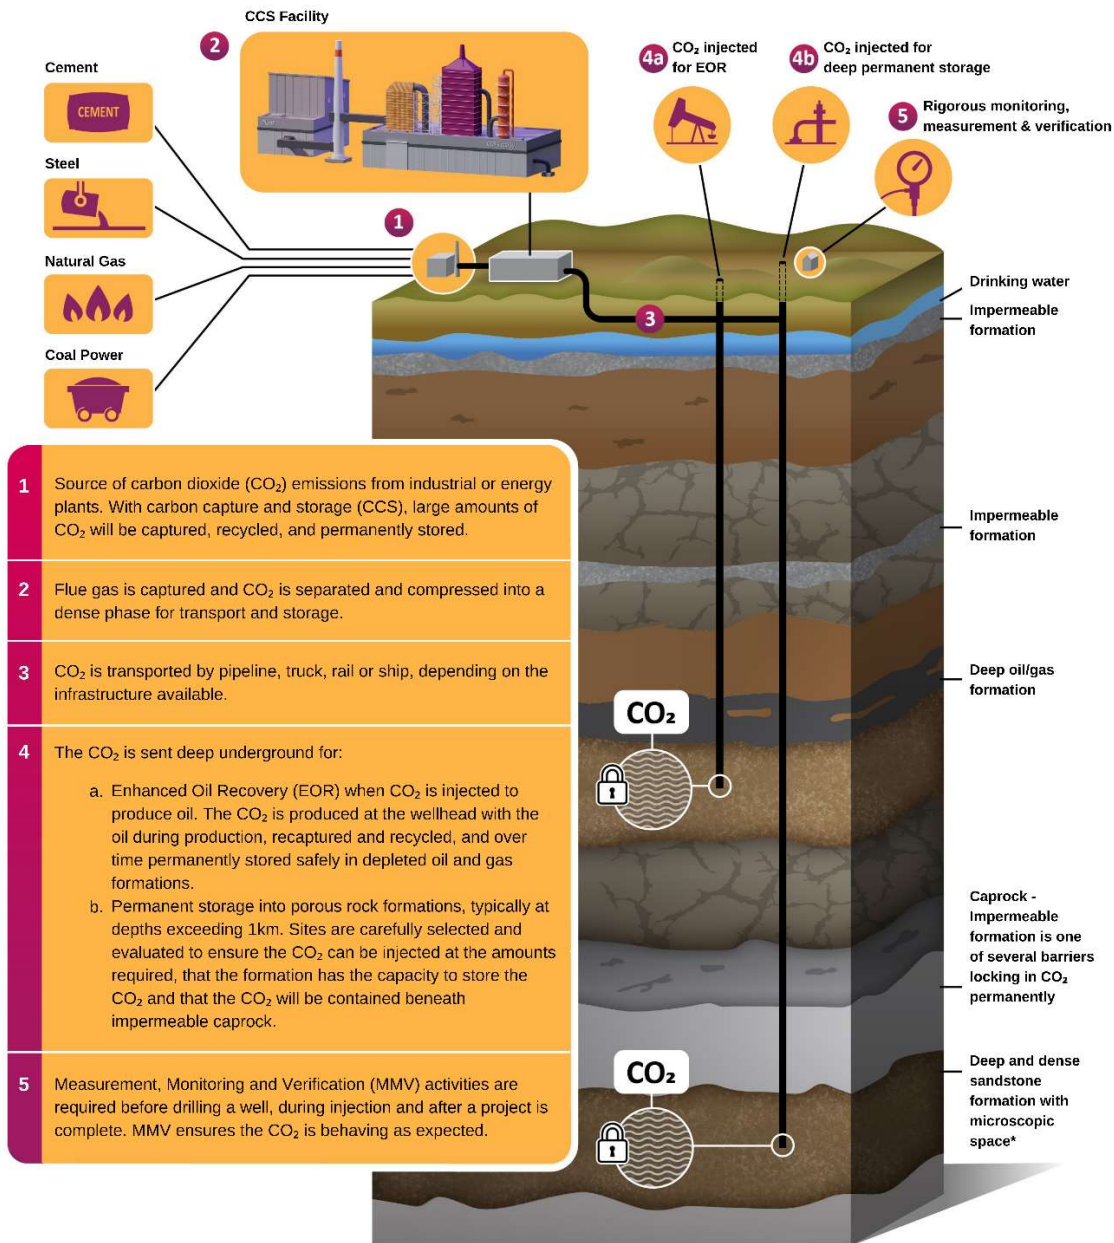 CCS Facility
2
4a
CO₂ injected
for EOR
4b
CO₂ injected for
deep permanent storage
5
Rigorous monitoring,
measurement & verification
Cement
CEMENT
Steel
Natural Gas
Coal Power
1
3
Drinking water
Impermeable
formation
Impermeable
formation
Deep oil/gas
formation
CO₂
Caprock -
Impermeable
formation is one
of several barriers
locking in CO₂
permanently
CO₂
Deep and dense
sandstone
formation with
microscopic
space*
1
Source of carbon dioxide (CO₂) emissions from industrial or energy
plants. With carbon capture and storage (CCS), large amounts of
CO₂ will be captured, recycled, and permanently stored.
2
Flue gas is captured and CO₂ is separated and compressed into a
dense phase for transport and storage.
3
CO₂ is transported by pipeline, truck, rail or ship, depending on the
infrastructure available.
4
The CO₂ is sent deep underground for:
a. Enhanced Oil Recovery (EOR) when CO₂ is injected to
produce oil. The CO₂ is produced at the wellhead with the
oil during production, recaptured and recycled, and over
time permanently stored safely in depleted oil and gas
formations.
b. Permanent storage into porous rock formations, typically at
depths exceeding 1km. Sites are carefully selected and
evaluated to ensure the CO₂ can be injected at the amounts
required, that the formation has the capacity to store the
CO₂ and that the CO₂ will be contained beneath
impermeable caprock.
5
Measurement, Monitoring and Verification (MMV) activities are
required before drilling a well, during injection and after a project is
complete. MMV ensures the CO₂ is behaving as expected.